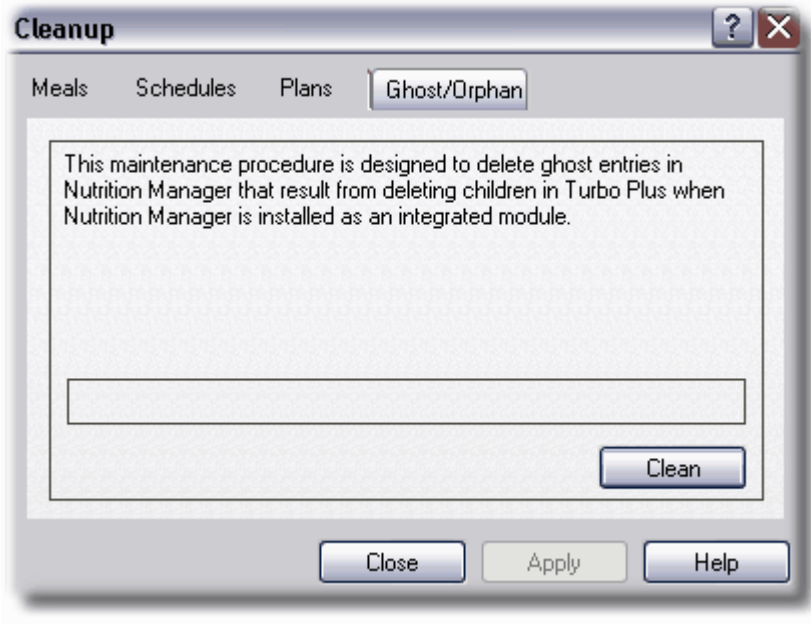 Cleanup
Meals Schedules Plans Ghost/Orphan
This maintenance procedure is designed to delete ghost entries in
Nutrition Manager that result from deleting children in Turbo Plus when
Nutrition Manager is installed as an integrated module.
Clean
Close Apply Help